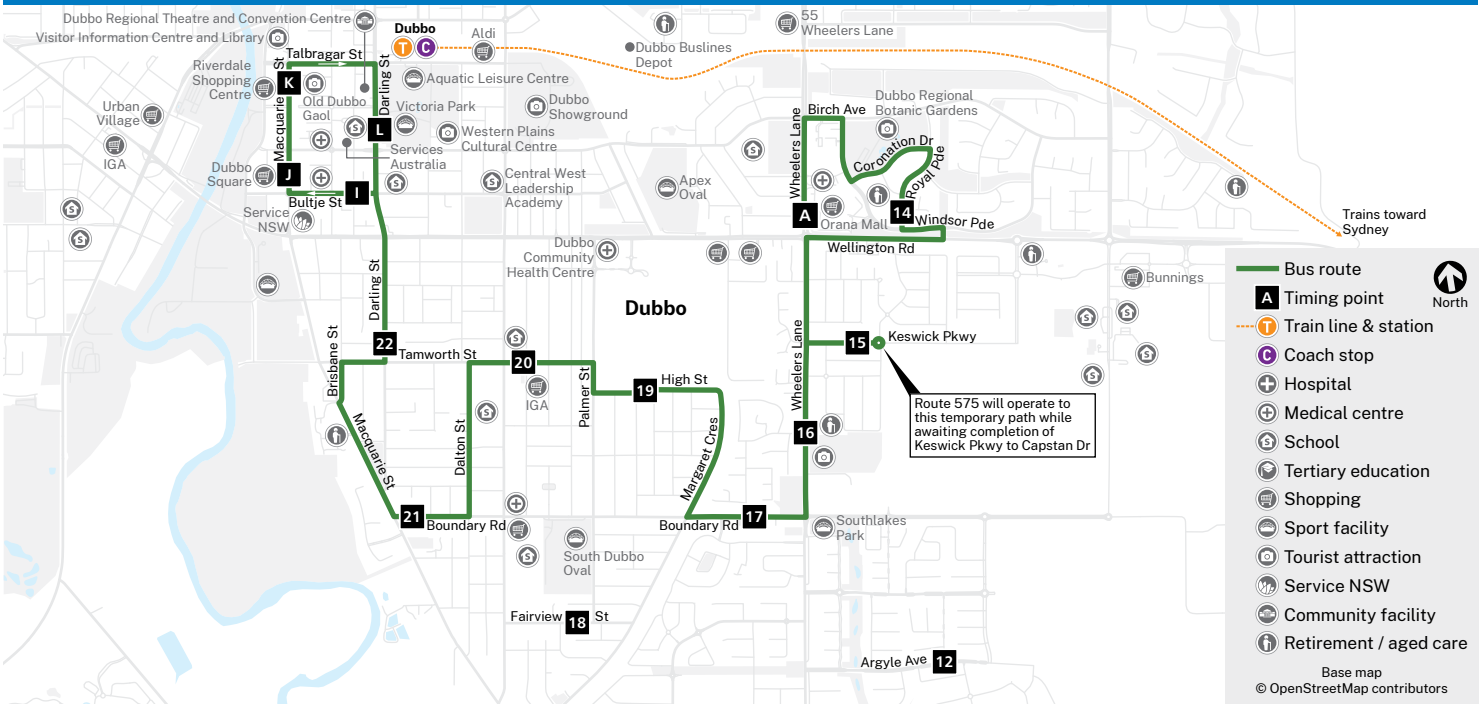 Dubbo Regional Theatre and Convention Centre
Visitor Information Centre and Library
Dubbo
T
C
Aldi
55
Wheelers Lane
Dubbo Buslines
Depot
Talbragar St
Riverdale
Shopping
Centre
K
Macquarie St
Old Dubbo
Gaol
Darling St
Aquatic Leisure Centre
Victoria Park
L
Services
Australia
Western Plains
Cultural Centre
Dubbo
Showground
Urban
Village
IGA
Dubbo
Square
J
I
Bultje St
Service
NSW
Central West
Leadership
Academy
Apex
Oval
Wheelers Lane
Birch Ave
Dubbo Regional
Botanic Gardens
Coronation Dr
Royal Pde
A
Orana Mall
14
Windsor Pde
Wellington Rd
Trains toward
Sydney
Dubbo
Community
Health Centre
Dubbo
Bunnings
Darling St
22
Tamworth St
Brisbane St
Macquarie St
21
Boundary Rd
Dalton St
20
IGA
Palmer St
19
High St
Margaret Cres
Boundary Rd
17
Wheelers Lane
15
Keswick Pkwy
Route 575 will operate to
this temporary path while
awaiting completion of
Keswick Pkwy to Capstan Dr
16
Southlakes
Park
South Dubbo
Oval
Fairview
18
St
Argyle Ave
12
Bus route
A
Timing point
North
T
Train line & station
C
Coach stop
Hospital
Medical centre
S
School
Tertiary education
Shopping
Sport facility
Tourist attraction
Service NSW
Community facility
Retirement / aged care
Base map
© OpenStreetMap contributors